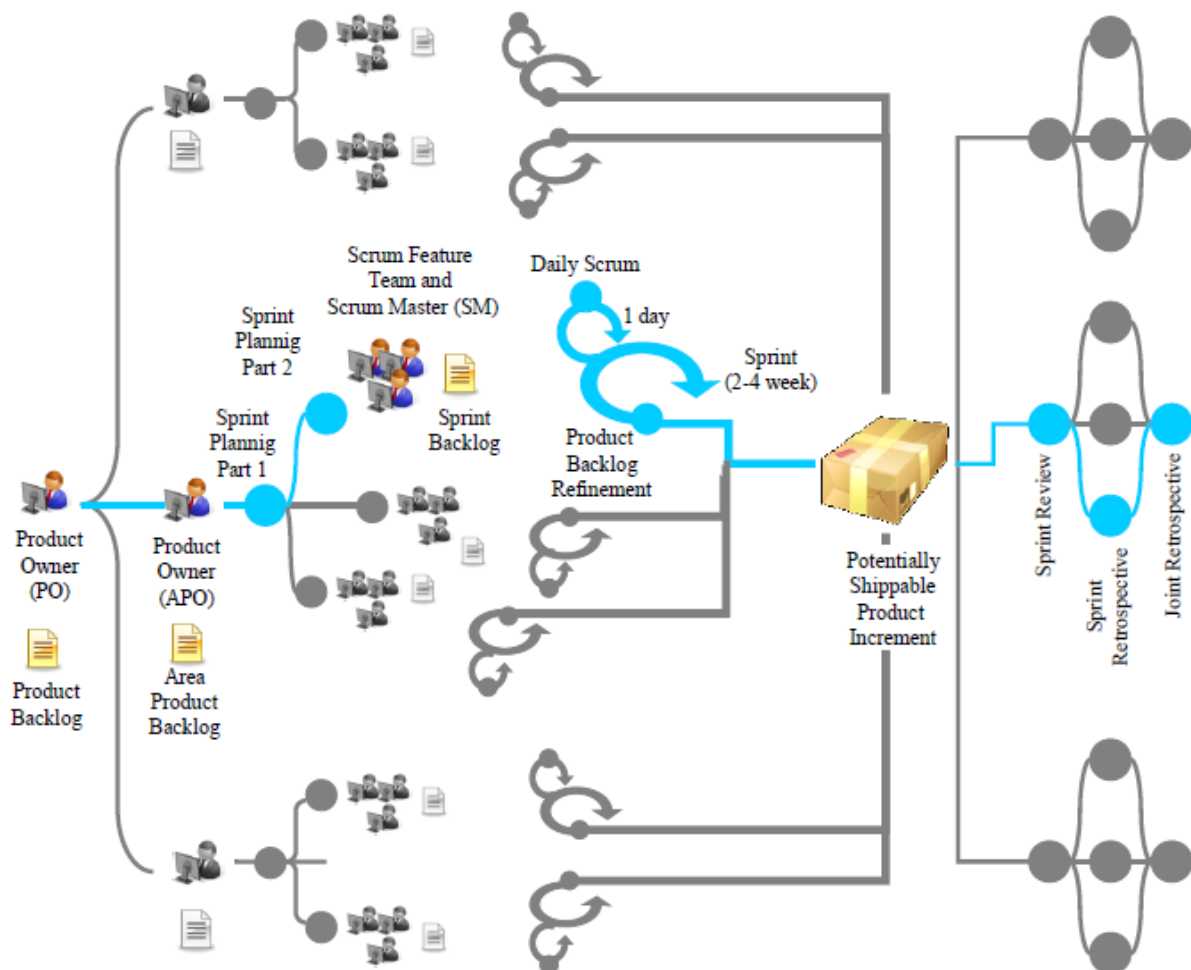 Scrum Feature
Team and
Scrum Master (SM)
Daily Scrum
1 day
Sprint
(2-4 week)
Sprint
Plannig
Part 2
Sprint
Plannig
Part 1
Sprint
Backlog
Product
Backlog
Refinement
Product
Owner
(PO)
Product
Backlog
Product
Owner
(APO)
Area
Product
Backlog
Potentially
Shippable
Product
Increment
Sprint Review
Sprint
Retrospective
Joint Retrospective